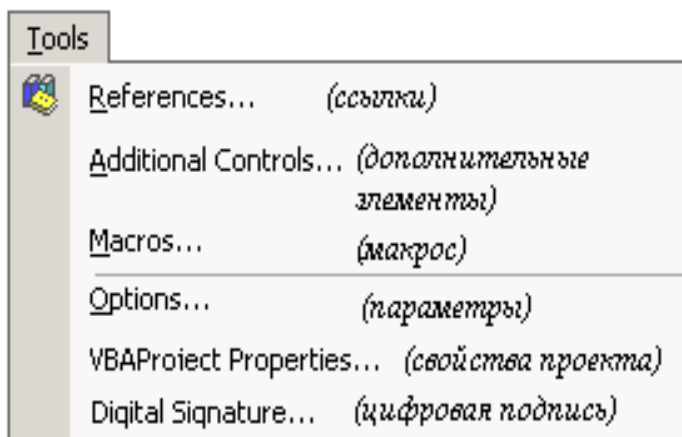 Tools
References... (ссылки)
Additional Controls... (дополнительные
элементы)
Macros... (макрос)
Options... (параметры)
VBAProject Properties... (свойства проекта)
Digital Signature... (цифровая подпись)